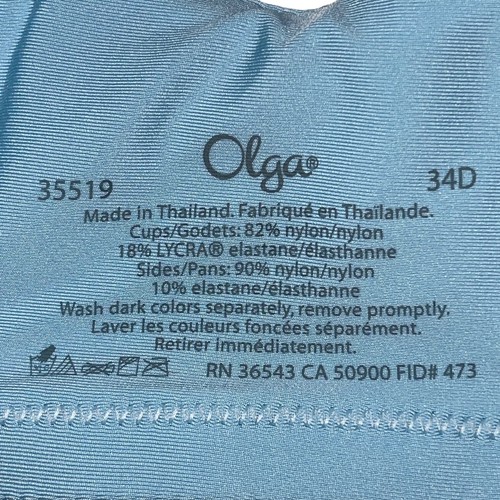 Olga®
35519 34D
Made in Thailand. Fabriqué en Thaïlande.
Cups/Godets: 82% nylon/nylon
18% LYCRA® elastane/élasthanne
Sides/Pans: 90% nylon/nylon
10% elastane/élasthanne
Wash dark colors separately, remove promptly.
Laver les couleurs foncées séparément.
Retirer immédiatement.
RN 36543 CA 50900 FID# 473